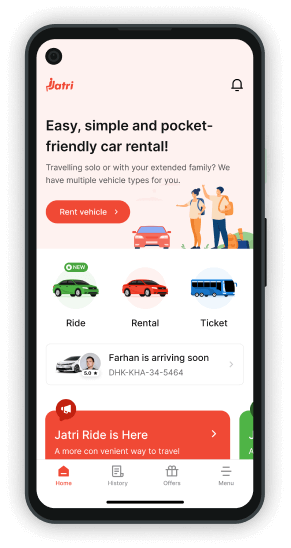 Jatri
Easy, simple and pocket-
friendly car rental!
Travelling solo or with your extended family? We
have multiple vehicle types for you.
Rent vehicle
NEW
Ride Rental Ticket
Farhan is arriving soon
5.0 ★ DHK-KHA-34-5464
Jatri Ride is Here J
A more con venient way to travel A
Home History Offers Menu